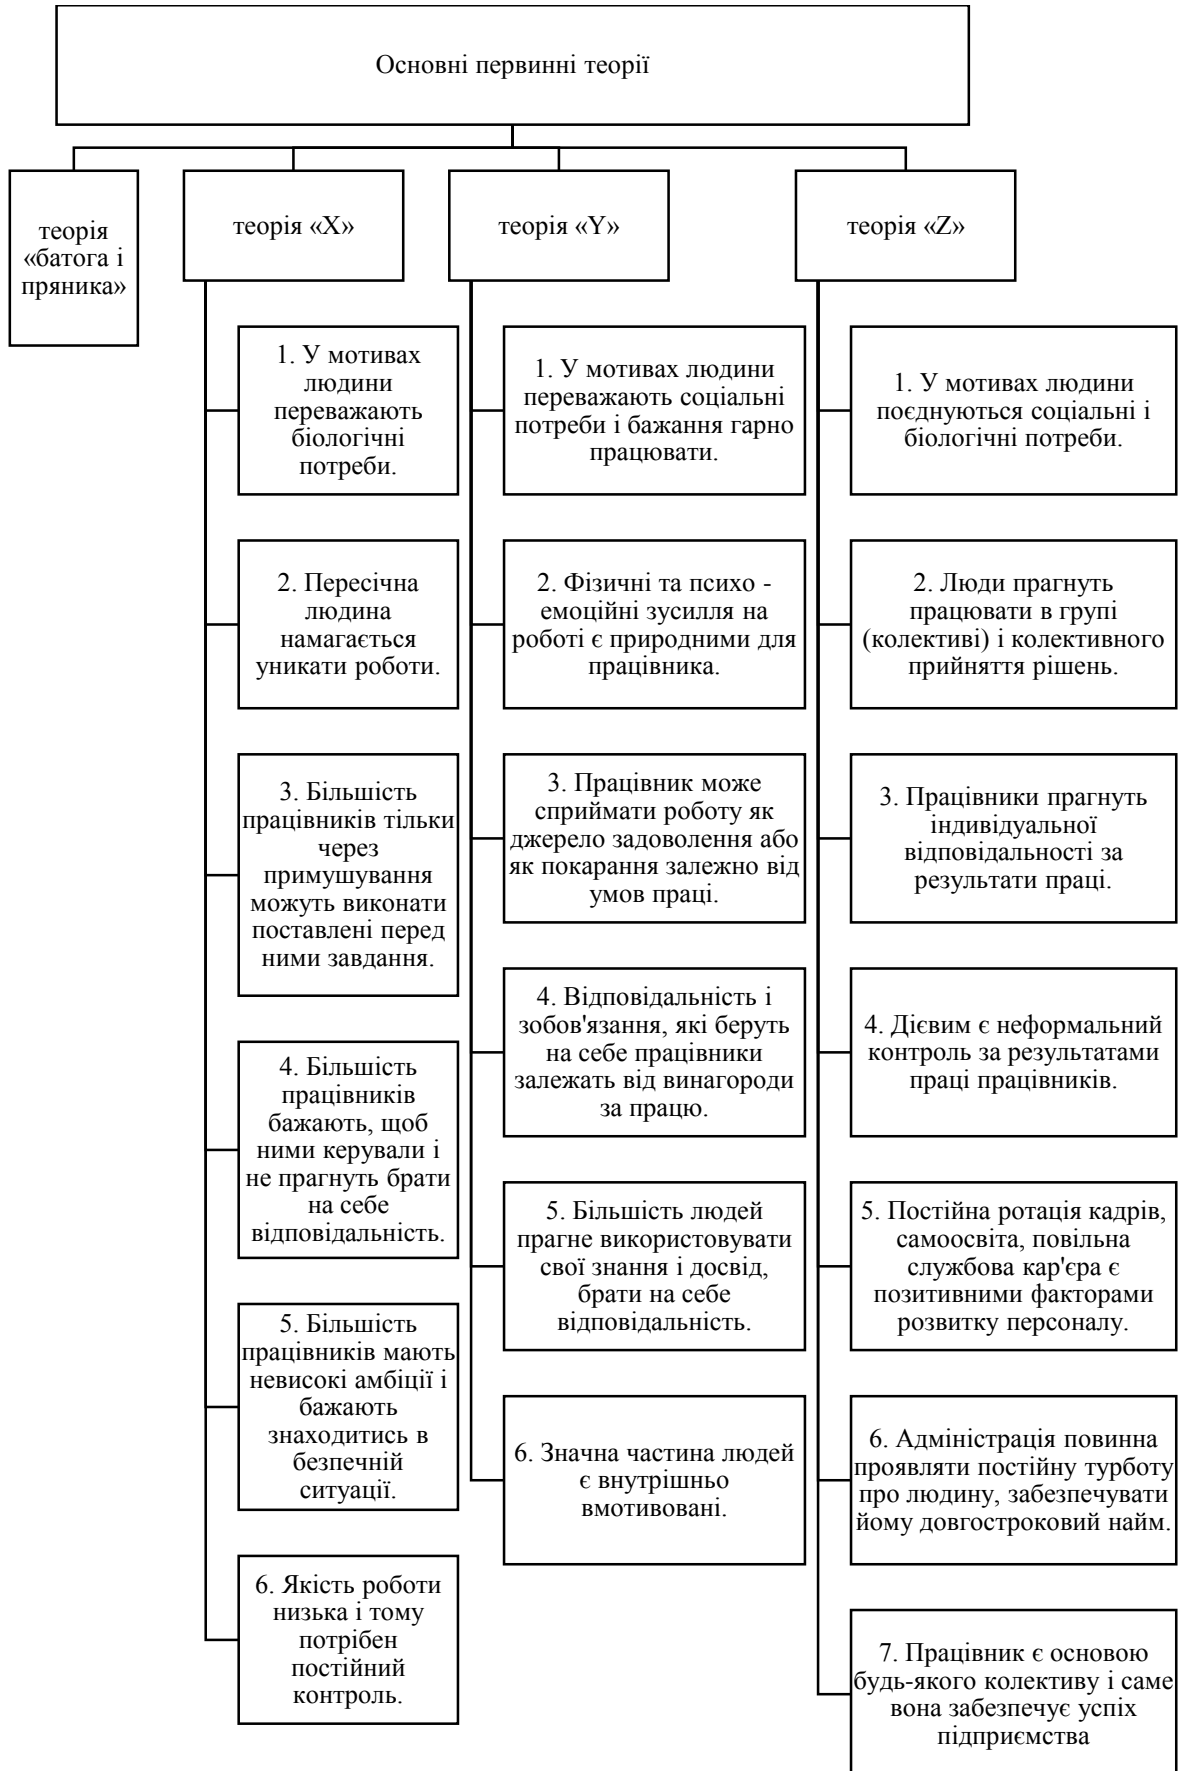 Основні первинні теорії
теорія
«батога і
пряника»
теорія «X»
1. У мотивах
людини
переважають
біологічні
потреби.
2. Пересічна
людина
намагається
уникати роботи.
3. Більшість
працівників тільки
через
примушування
можуть виконати
поставлені перед
ними завдання.
4. Більшість
працівників
бажають, щоб
ними керували і
не прагнуть брати
на себе
відповідальність.
5. Більшість
працівників мають
невисокі амбіції і
бажають
знаходитись в
безпечній
ситуації.
6. Якість роботи
низька і тому
потрібен
постійний
контроль.
теорія «Y»
1. У мотивах людини
переважають соціальні
потреби і бажання гарно
працювати.
2. Фізичні та психо -
емоційні зусилля на
роботі є природними для
працівника.
3. Працівник може
сприймати роботу як
джерело задоволення або
як покарання залежно від
умов праці.
4. Відповідальність і
зобов'язання, які беруть
на себе працівники
залежать від винагороди
за працю.
5. Більшість людей
прагне використовувати
свої знання і досвід,
брати на себе
відповідальність.
6. Значна частина людей
є внутрішньо
вмотивовані.
теорія «Z»
1. У мотивах людини
поєднуються соціальні і
біологічні потреби.
2. Люди прагнуть
працювати в групі
(колективі) і колективного
прийняття рішень.
3. Працівники прагнуть
індивідуальної
відповідальності за
результати праці.
4. Дієвим є неформальний
контроль за результатами
праці працівників.
5. Постійна ротація кадрів,
самоосвіта, повільна
службова кар'єра є
позитивними факторами
розвитку персоналу.
6. Адміністрація повинна
проявляти постійну турботу
про людину, забезпечувати
йому довгостроковий найм.
7. Працівник є основою
будь-якого колективу і саме
вона забезпечує успіх
підприємства